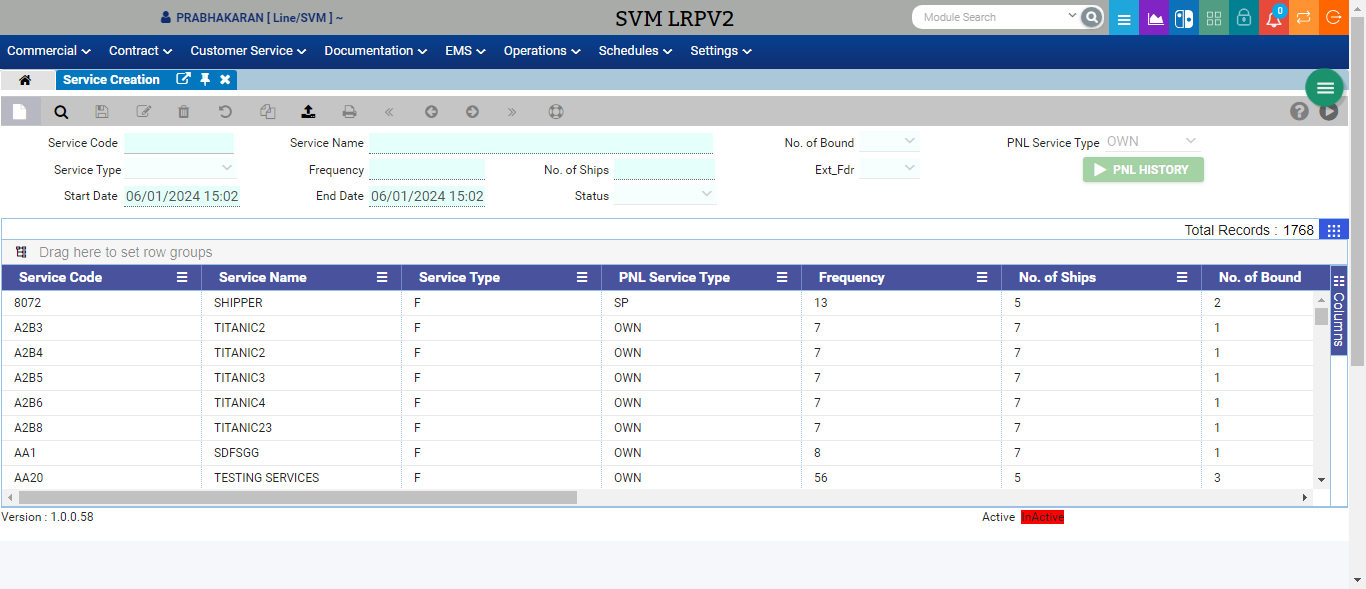 PRABHAKARAN [ Line/SVM ] ~ SVM LRPV2 Module Search 0
Commercial Contract Customer Service Documentation EMS Operations Schedules Settings
Service Creation
Service Code Service Name No. of Bound PNL Service Type OWN
Service Type Frequency No. of Ships Ext_Fdr PNL HISTORY
Start Date 06/01/2024 15:02 End Date 06/01/2024 15:02 Status
Total Records : 1768
Drag here to set row groups
Service Code Service Name Service Type PNL Service Type Frequency No. of Ships No. of Bound
8072 SHIPPER F SP 13 5 2
A2B3 TITANIC2 F OWN 7 7 1
A2B4 TITANIC2 F OWN 7 7 1
A2B5 TITANIC3 F OWN 7 7 1
A2B6 TITANIC4 F OWN 7 7 1
A2B8 TITANIC23 F OWN 7 7 1
AA1 SDFSGG F OWN 8 7 1
AA20 TESTING SERVICES F OWN 56 5 3
Columns
Version : 1.0.0.58 Active InActive